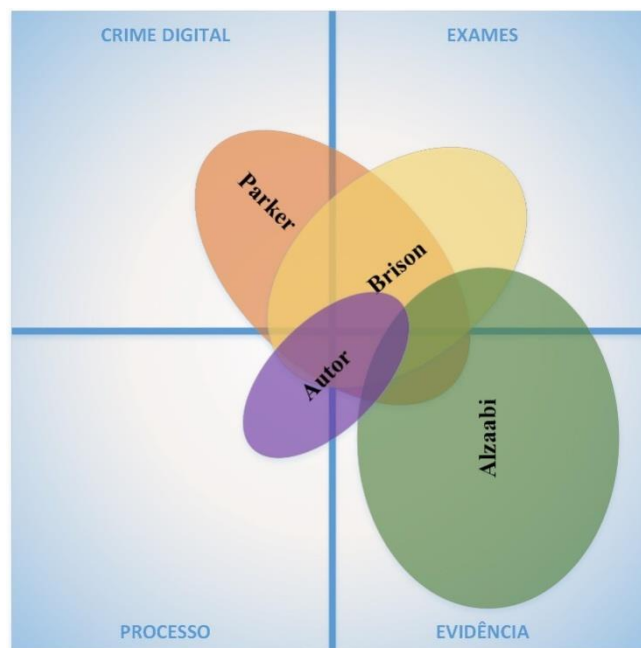 CRIME DIGITAL
EXAMES
Parker
Brison
Autor
Alzaabi
PROCESSO
EVIDÊNCIA